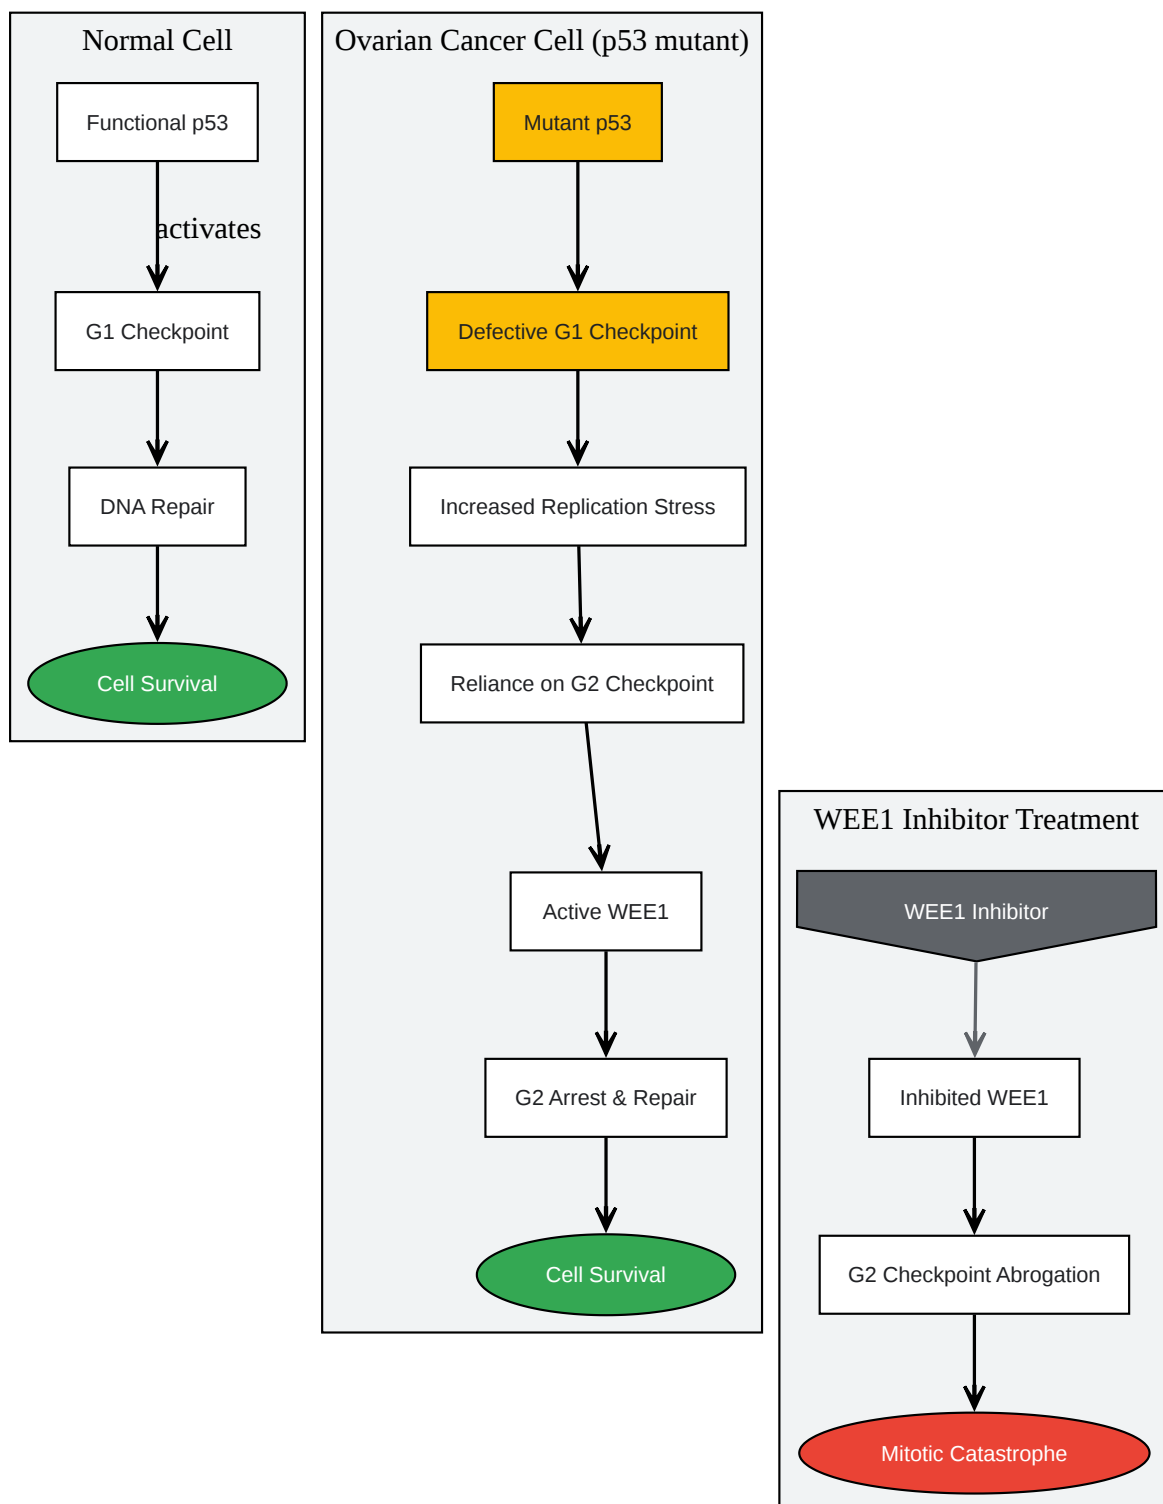 Normal Cell
Functional p53
activates
G1 Checkpoint
DNA Repair
Cell Survival
Ovarian Cancer Cell (p53 mutant)
Mutant p53
Defective G1 Checkpoint
Increased Replication Stress
Reliance on G2 Checkpoint
Active WEE1
G2 Arrest & Repair
Cell Survival
WEE1 Inhibitor Treatment
WEE1 Inhibitor
Inhibited WEE1
G2 Checkpoint Abrogation
Mitotic Catastrophe